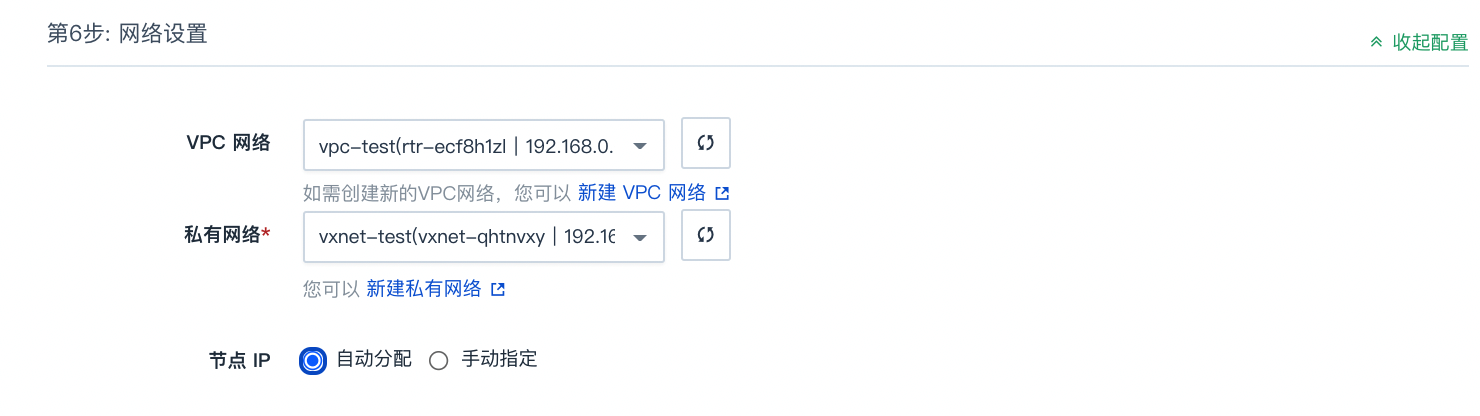 第6步: 网络设置
收起配置
VPC 网络
vpc-test(rtr-ecf8h1zl | 192.168.0.
如需创建新的VPC网络，您可以 新建 VPC 网络
私有网络*
vxnet-test(vxnet-qhtnvxy | 192.16
您可以 新建私有网络
节点 IP 自动分配 手动指定